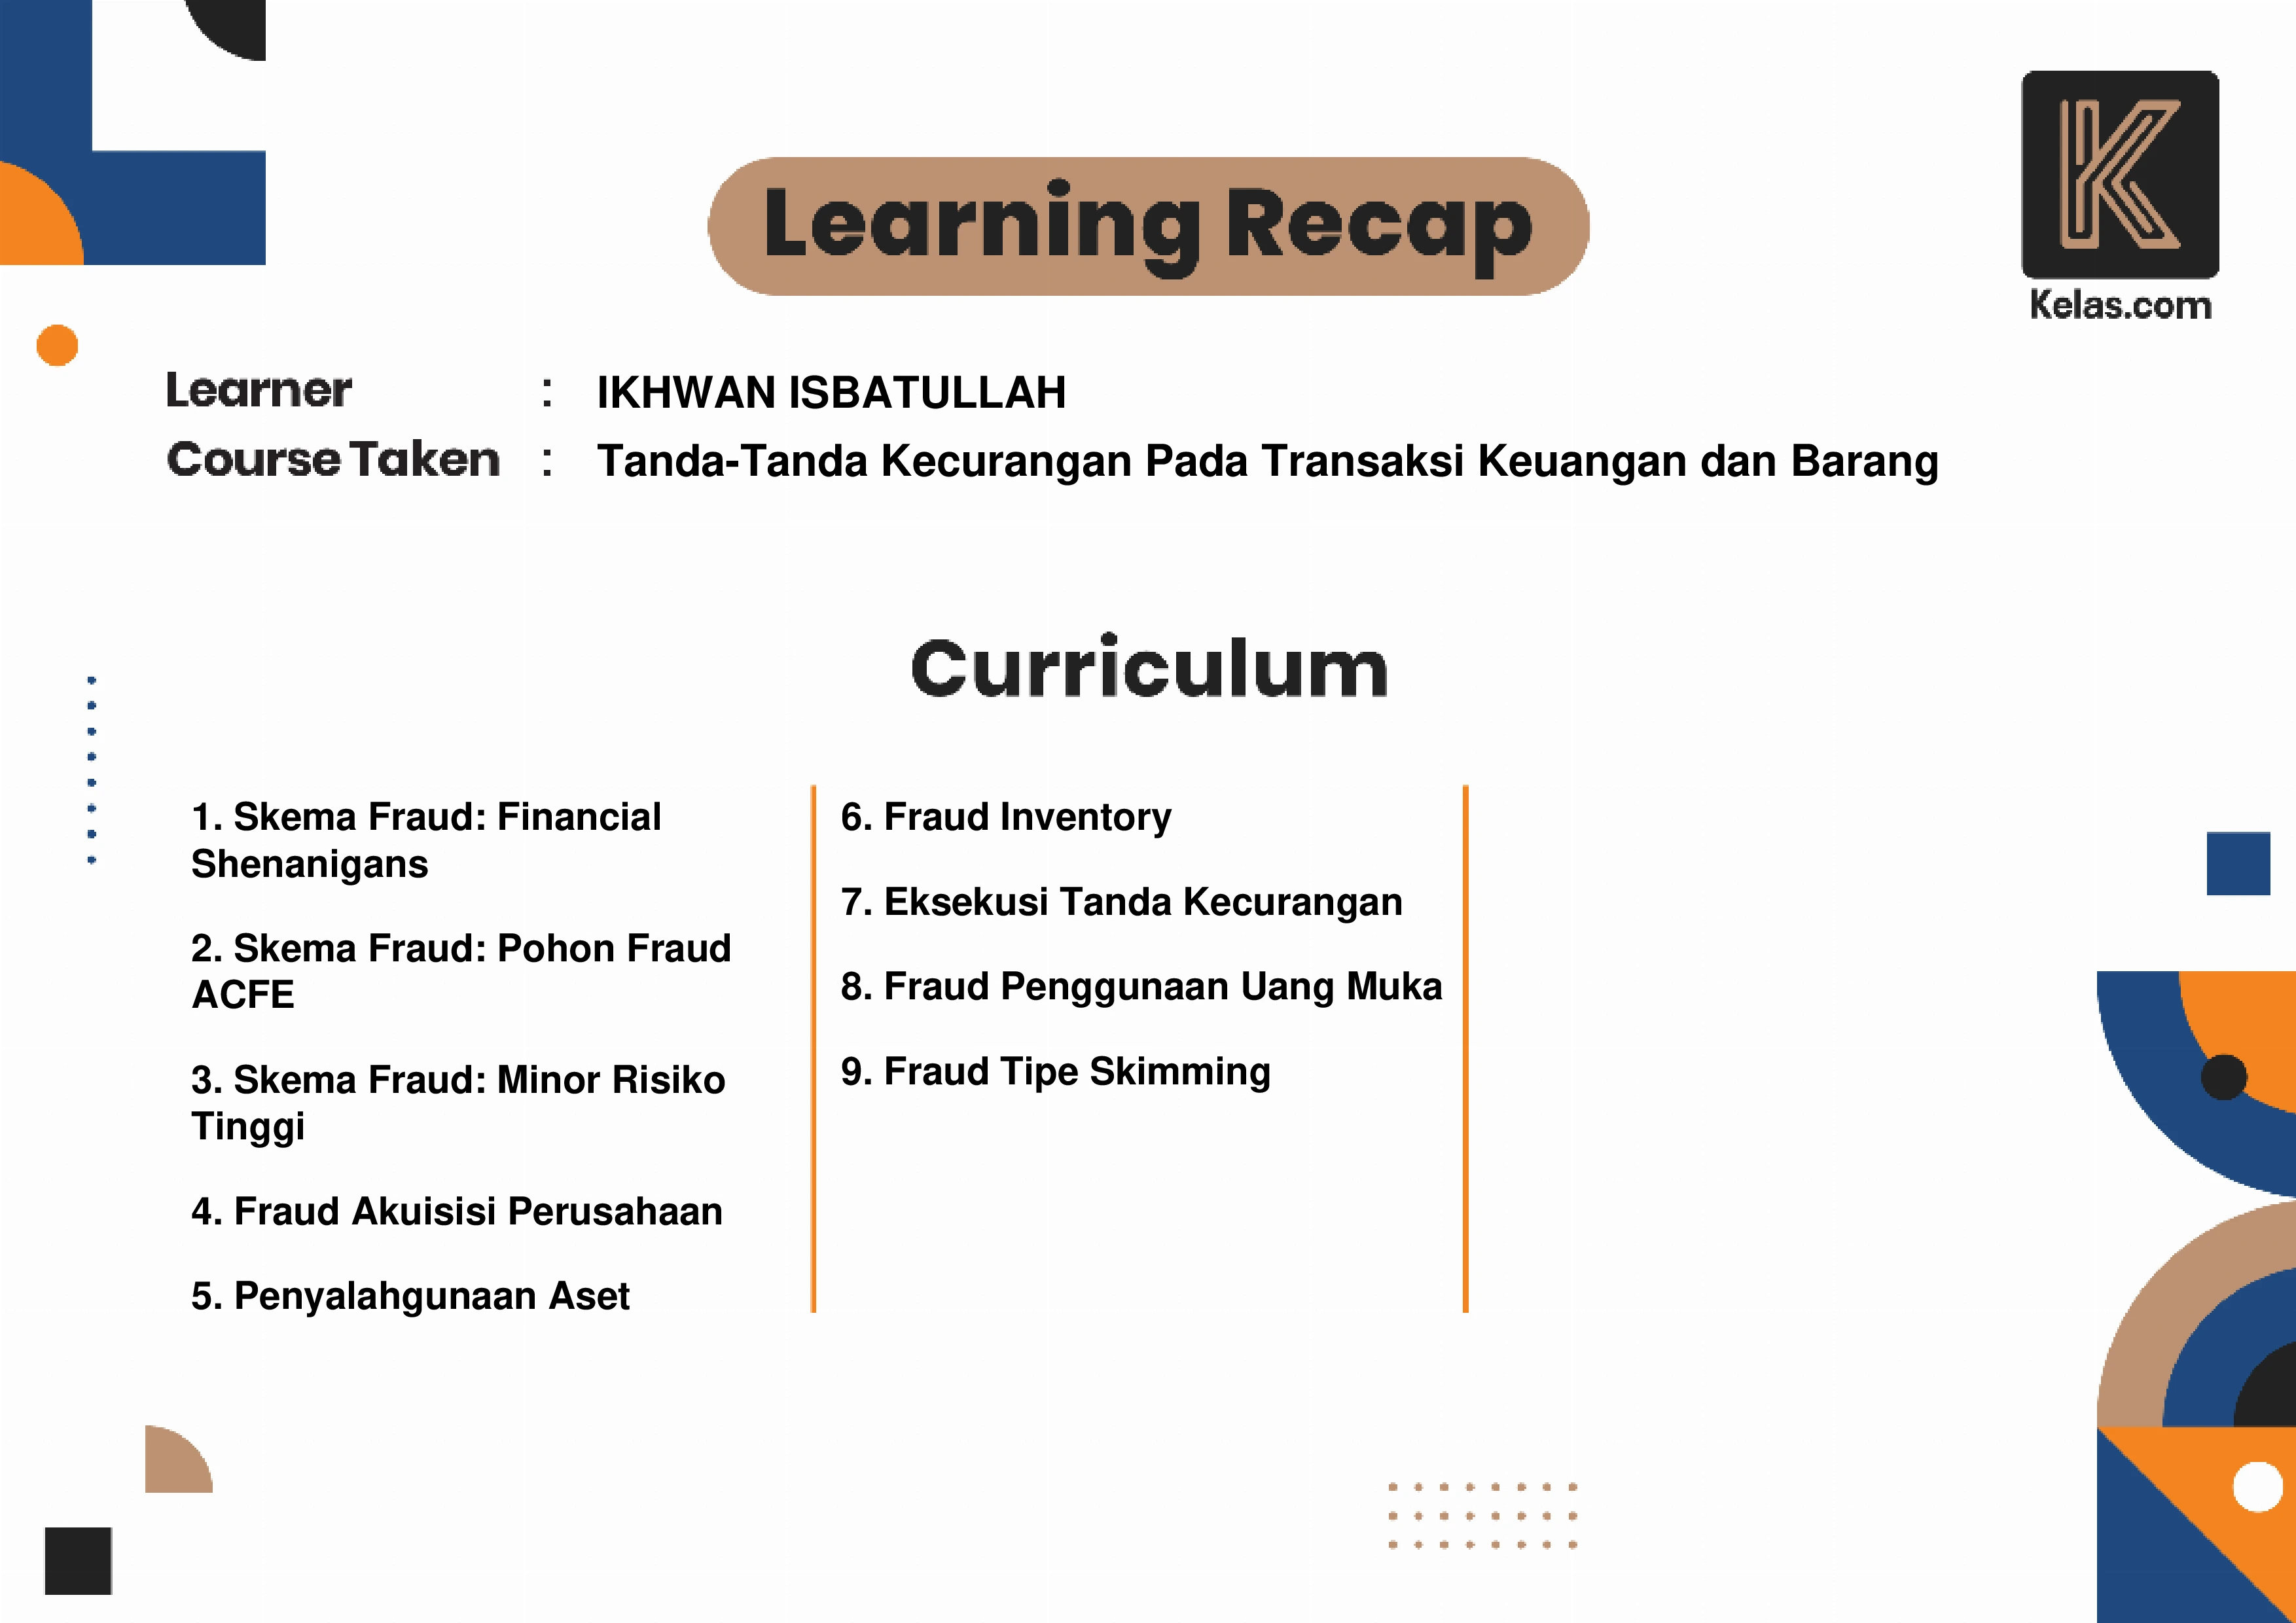 Learning Recap
K
Kelas.com
Learner : IKHWAN ISBATULLAH
Course Taken : Tanda-Tanda Kecurangan Pada Transaksi Keuangan dan Barang
Curriculum
1. Skema Fraud: Financial
Shenanigans
2. Skema Fraud: Pohon Fraud
ACFE
3. Skema Fraud: Minor Risiko
Tinggi
4. Fraud Akuisisi Perusahaan
5. Penyalahgunaan Aset
6. Fraud Inventory
7. Eksekusi Tanda Kecurangan
8. Fraud Penggunaan Uang Muka
9. Fraud Tipe Skimming